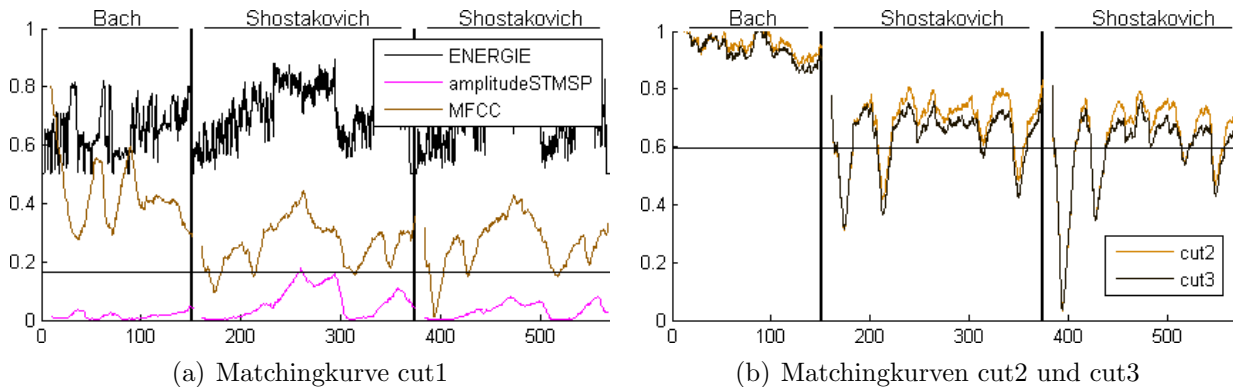 Bach Shostakovich Shostakovich
1
0.8
0.6
0.4
0.2
0
0 100 200 300 400 500
ENERGIE
amplitudeSTMSP
MFCC
(a) Matchingkurve cut1
Bach Shostakovich Shostakovich
1
0.8
0.6
0.4
0.2
0
0 100 200 300 400 500
cut2
cut3
(b) Matchingkurven cut2 und cut3